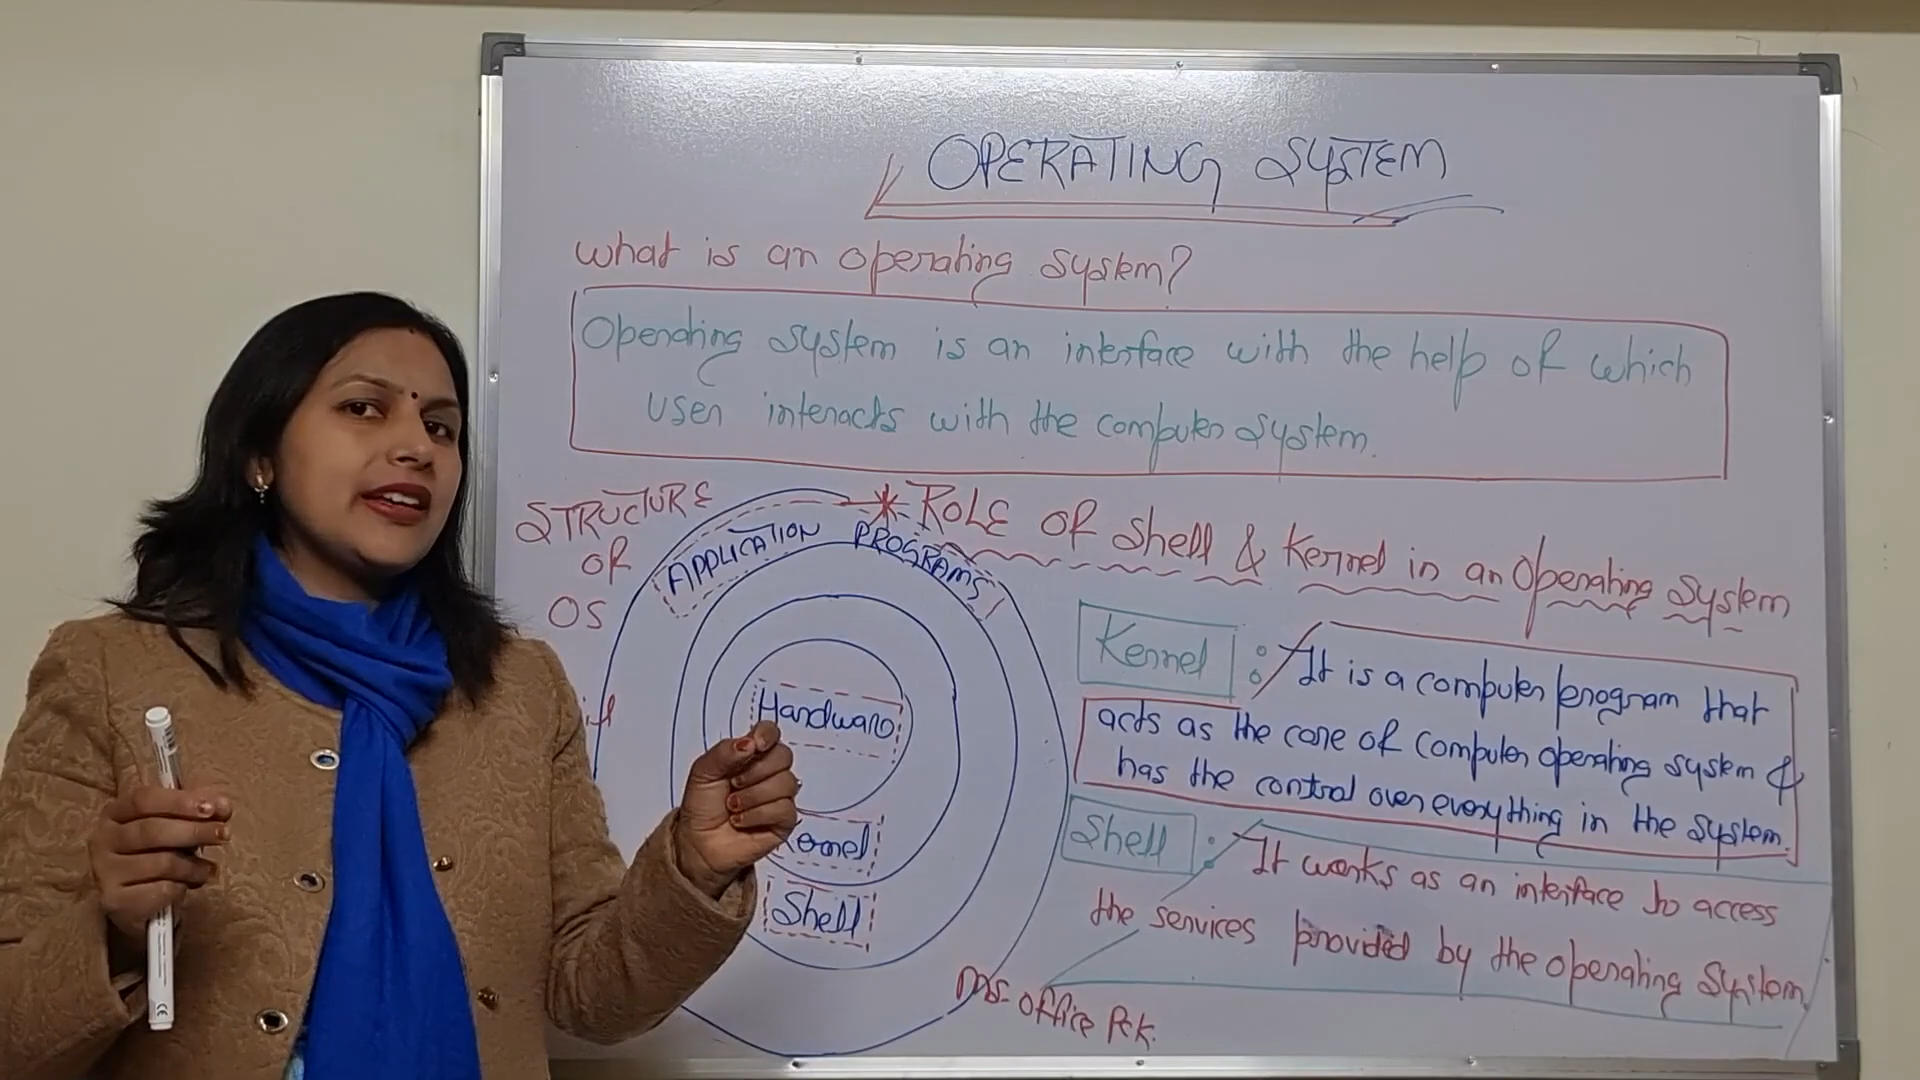 OPERATING SYSTEM
What is an operating system?
Operating system is an interface with the help of which
user interacts with the computer system.
STRUCTURE
OF
OS
APPLICATION PROGRAMS
Hardware
Kernel
Shell
MS-office Pck.
* ROLE OF Shell & Kernel in an Operating System
Kernel : It is a computer program that
acts as the core of computer operating system &
has the control over everything in the system.
Shell : It works as an interface to access
the services provided by the operating System.